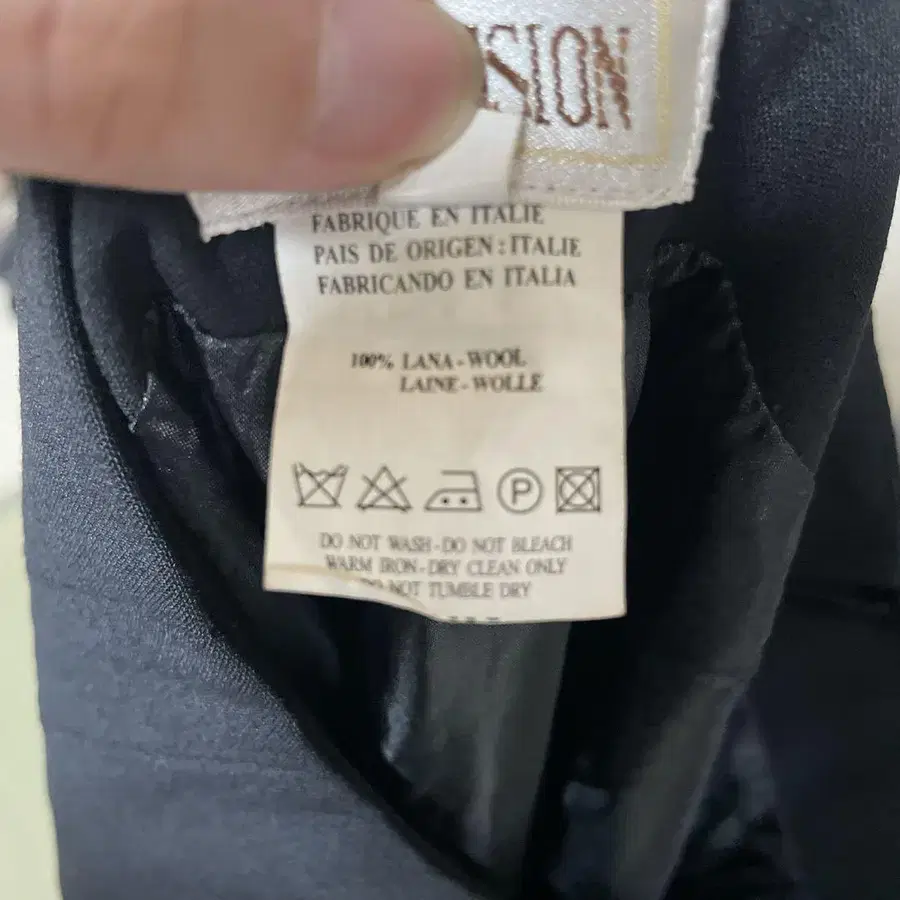 FABRIQUE EN ITALIE
PAIS DE ORIGEN : ITALIE
FABRICANDO EN ITALIA
100% LANA - WOOL
LAINE - WOLLE
P
DO NOT WASH - DO NOT BLEACH
WARM IRON - DRY CLEAN ONLY
NOT TUMBLE DRY